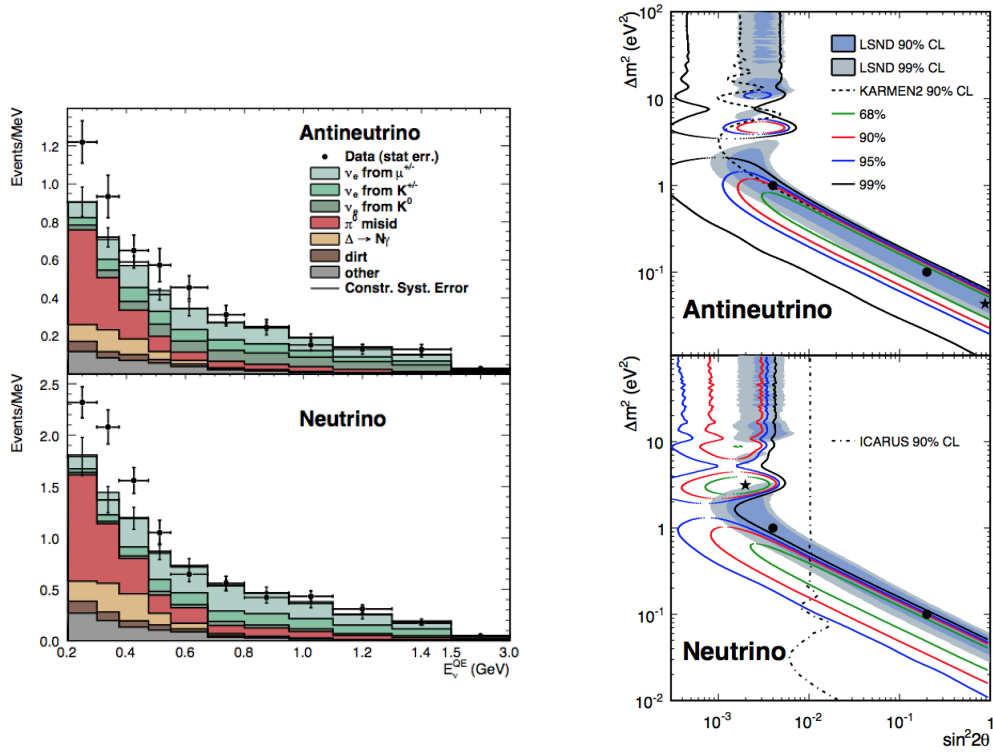 Events/MeV
1.2
1.0
0.8
0.6
0.4
0.2
Antineutrino
Data (stat err.)
νe from μ+/-
νe from K+/-
νe from K0
π0 misid
Δ → Nγ
dirt
other
Constr. Syst. Error
Events/MeV
2.5
2.0
1.5
1.0
0.5
0.0
Neutrino
0.2 0.4 0.6 0.8 1.0 1.2 1.4 1.5 3.0
EνQE (GeV)
Δm2 (eV2)
102
10
1
10-1
LSND 90% CL
LSND 99% CL
KARMEN2 90% CL
68%
90%
95%
99%
Antineutrino
Δm2 (eV2)
10
1
10-1
10-2
ICARUS 90% CL
Neutrino
10-3 10-2 10-1 1
sin22θ